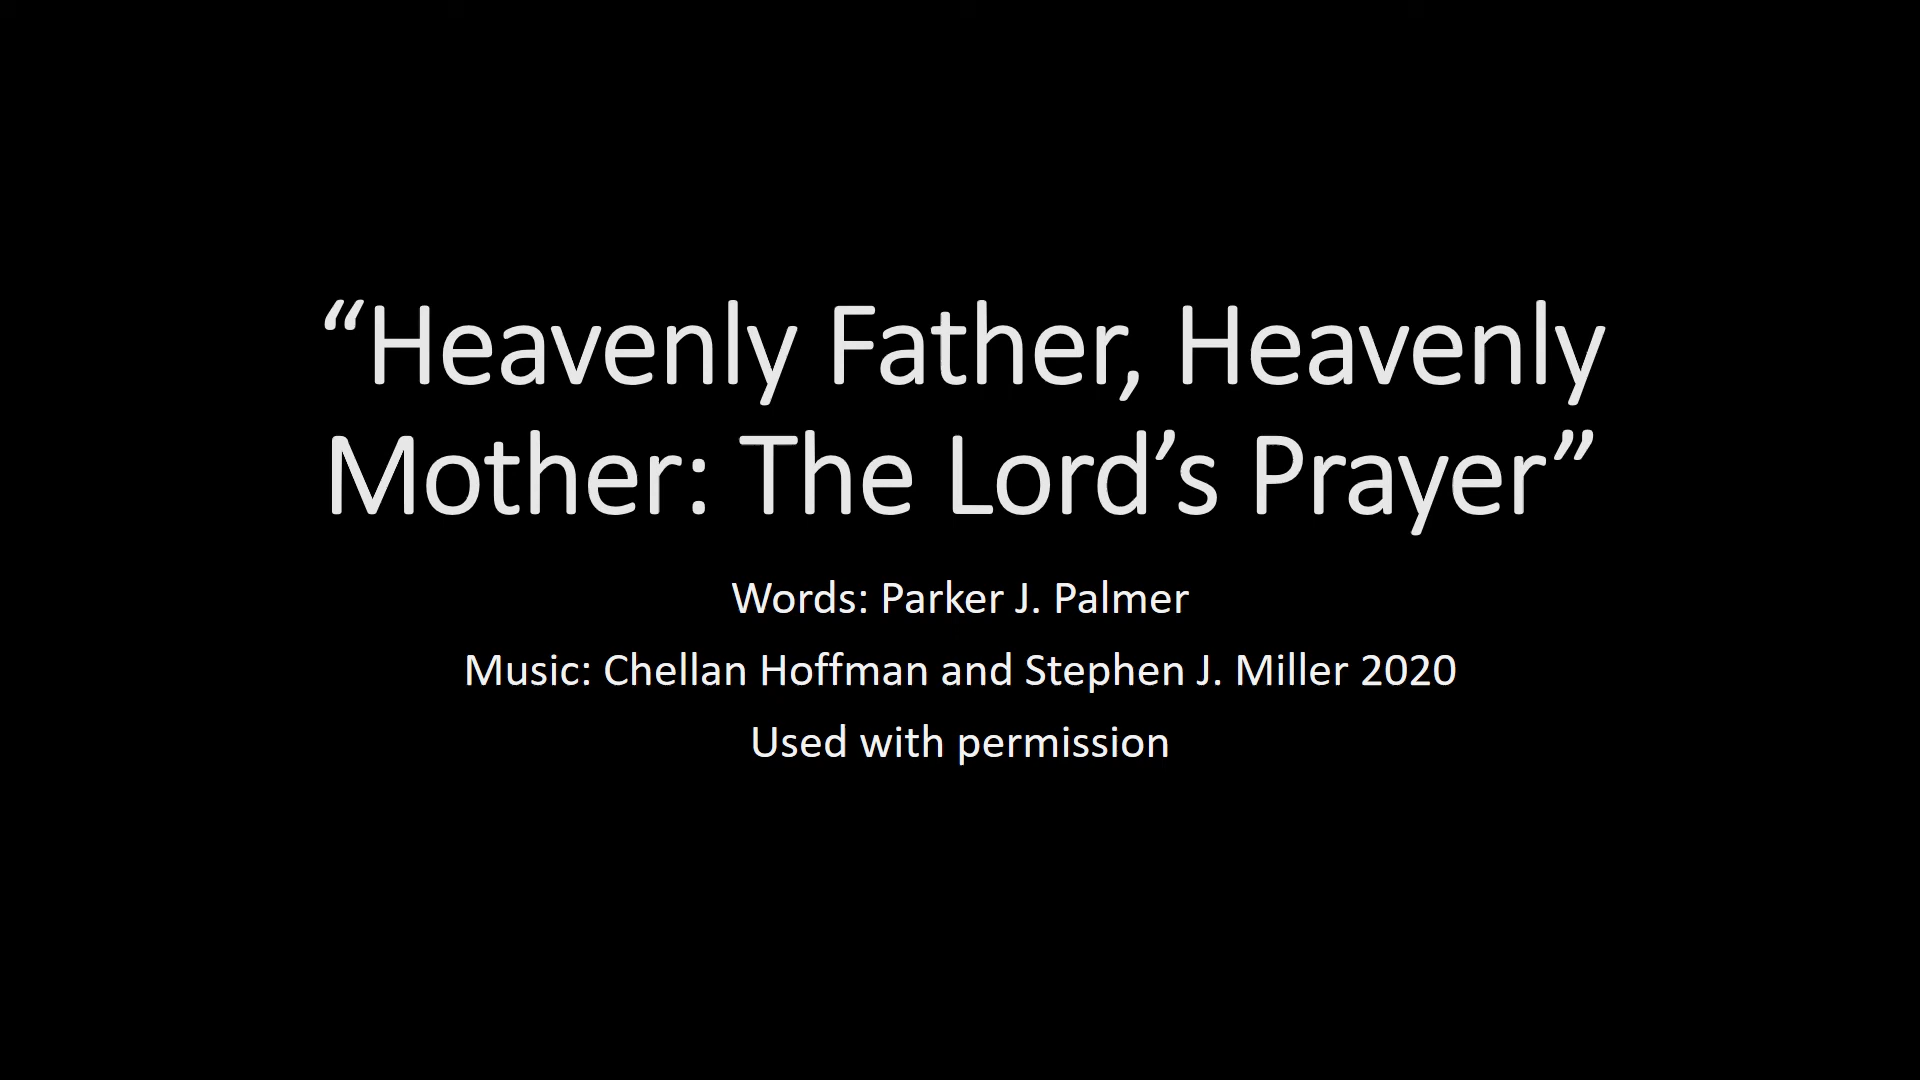 “Heavenly Father, Heavenly
Mother: The Lord’s Prayer”
Words: Parker J. Palmer
Music: Chellan Hoffman and Stephen J. Miller 2020
Used with permission